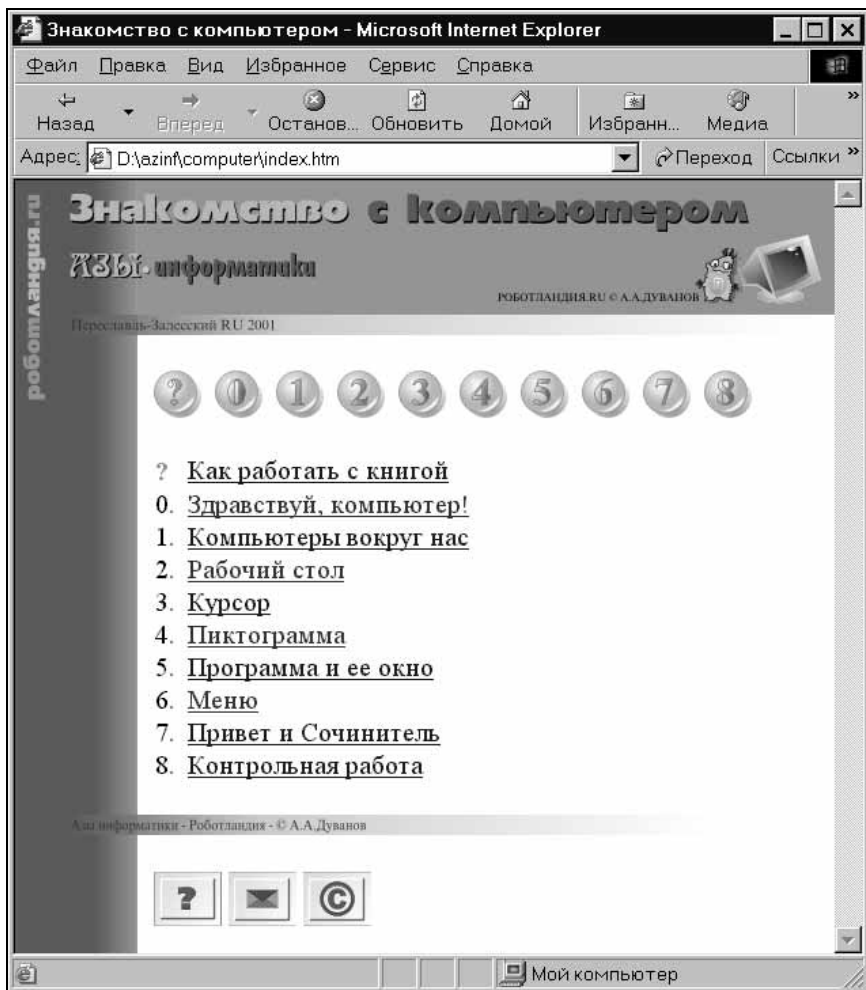 Знакомство с компьютером - Microsoft Internet Explorer
Файл Правка Вид Избранное Сервис Справка
Назад Вперед Останов... Обновить Домой Избранн... Медиа »
Адрес: D:\azinf\computer\index.htm Переход Ссылки »
роботландия.ru
Знакомство с компьютером
АЗЫ информатики
РОБОТЛАНДИЯ.RU © А.А.ДУВАНОВ
Переславль-Залесский RU 2001
? 0 1 2 3 4 5 6 7 8
? Как работать с книгой
0. Здравствуй, компьютер!
1. Компьютеры вокруг нас
2. Рабочий стол
3. Курсор
4. Пиктограмма
5. Программа и ее окно
6. Меню
7. Привет и Сочинитель
8. Контрольная работа
Азы информатики - Роботландия - © А.А.Дуванов
? ©
Мой компьютер